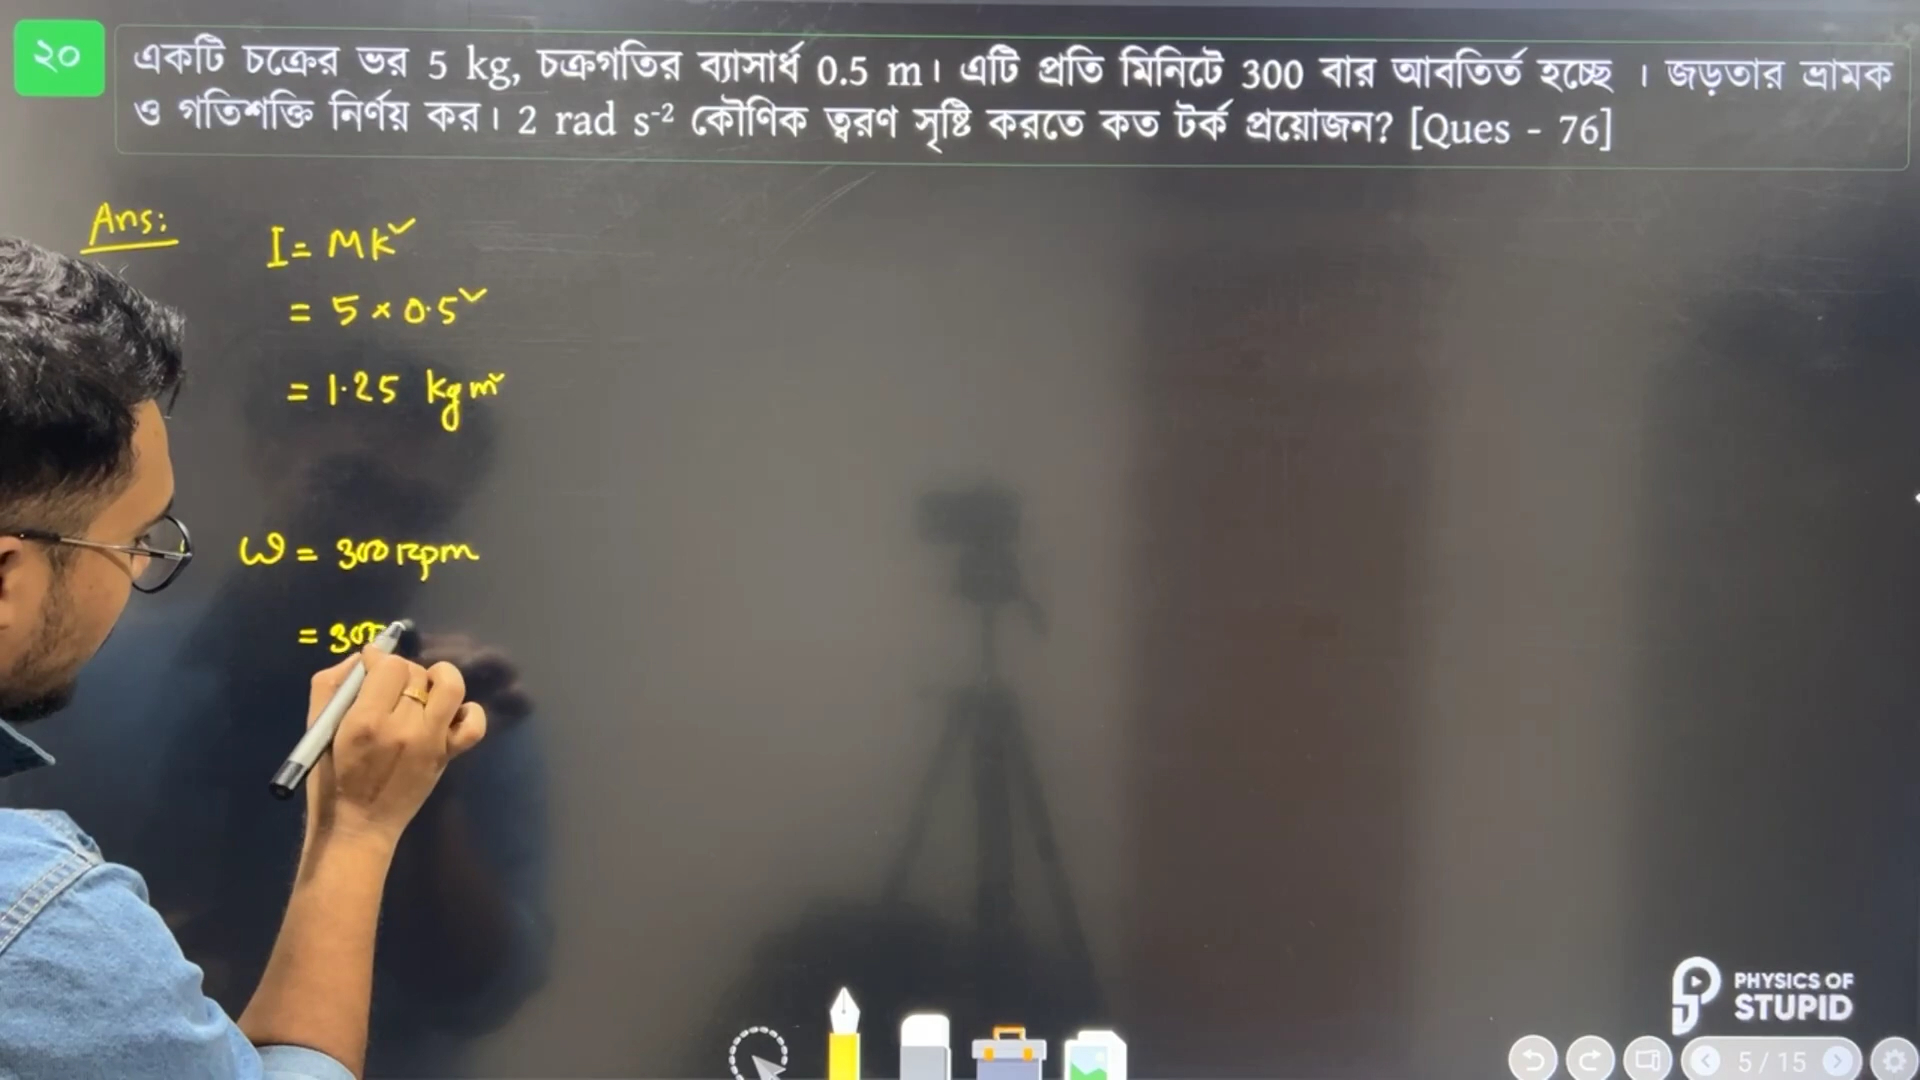 ২০
একটি চক্রের ভর 5 kg, চক্রগতির ব্যাসার্ধ 0.5 m। এটি প্রতি মিনিটে 300 বার আবর্তিত হচ্ছে । জড়তার ভ্রামক
ও গতিশক্তি নির্ণয় কর। 2 rad s⁻² কৌণিক ত্বরণ সৃষ্টি করতে কত টর্ক প্রয়োজন? [Ques - 76]
Ans:
I = MK²
= 5 × 0.5²
= 1.25 kgm²
ω = 300 rpm
= 300
PHYSICS OF
STUPID
5 / 15